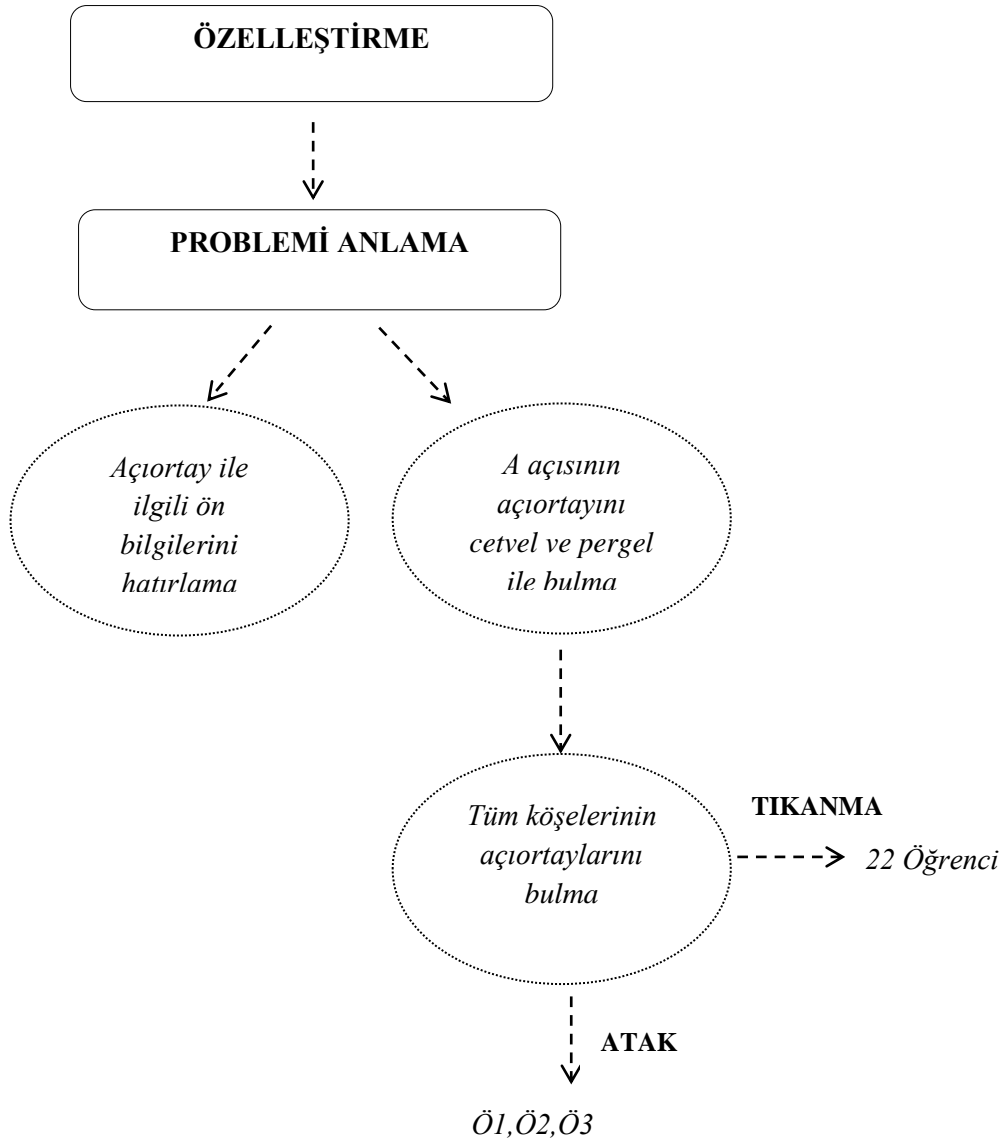 ÖZELLEŞTİRME
PROBLEMİ ANLAMA
Açıortay ile
ilgili ön
bilgilerini
hatırlama
A açısının
açıortayını
cetvel ve pergel
ile bulma
Tüm köşelerinin
açıortaylarını
bulma
TIKANMA
22 Öğrenci
ATAK
Ö1,Ö2,Ö3